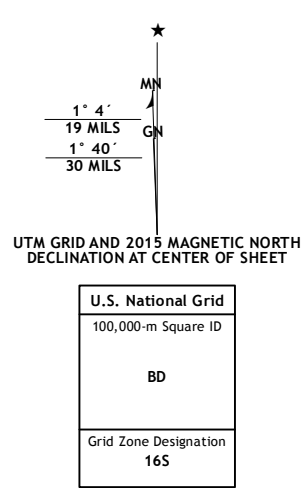 MN
1° 4´
19 MILS
GN
1° 40´
30 MILS
UTM GRID AND 2015 MAGNETIC NORTH
DECLINATION AT CENTER OF SHEET
U.S. National Grid
100,000-m Square ID
BD
Grid Zone Designation
16S